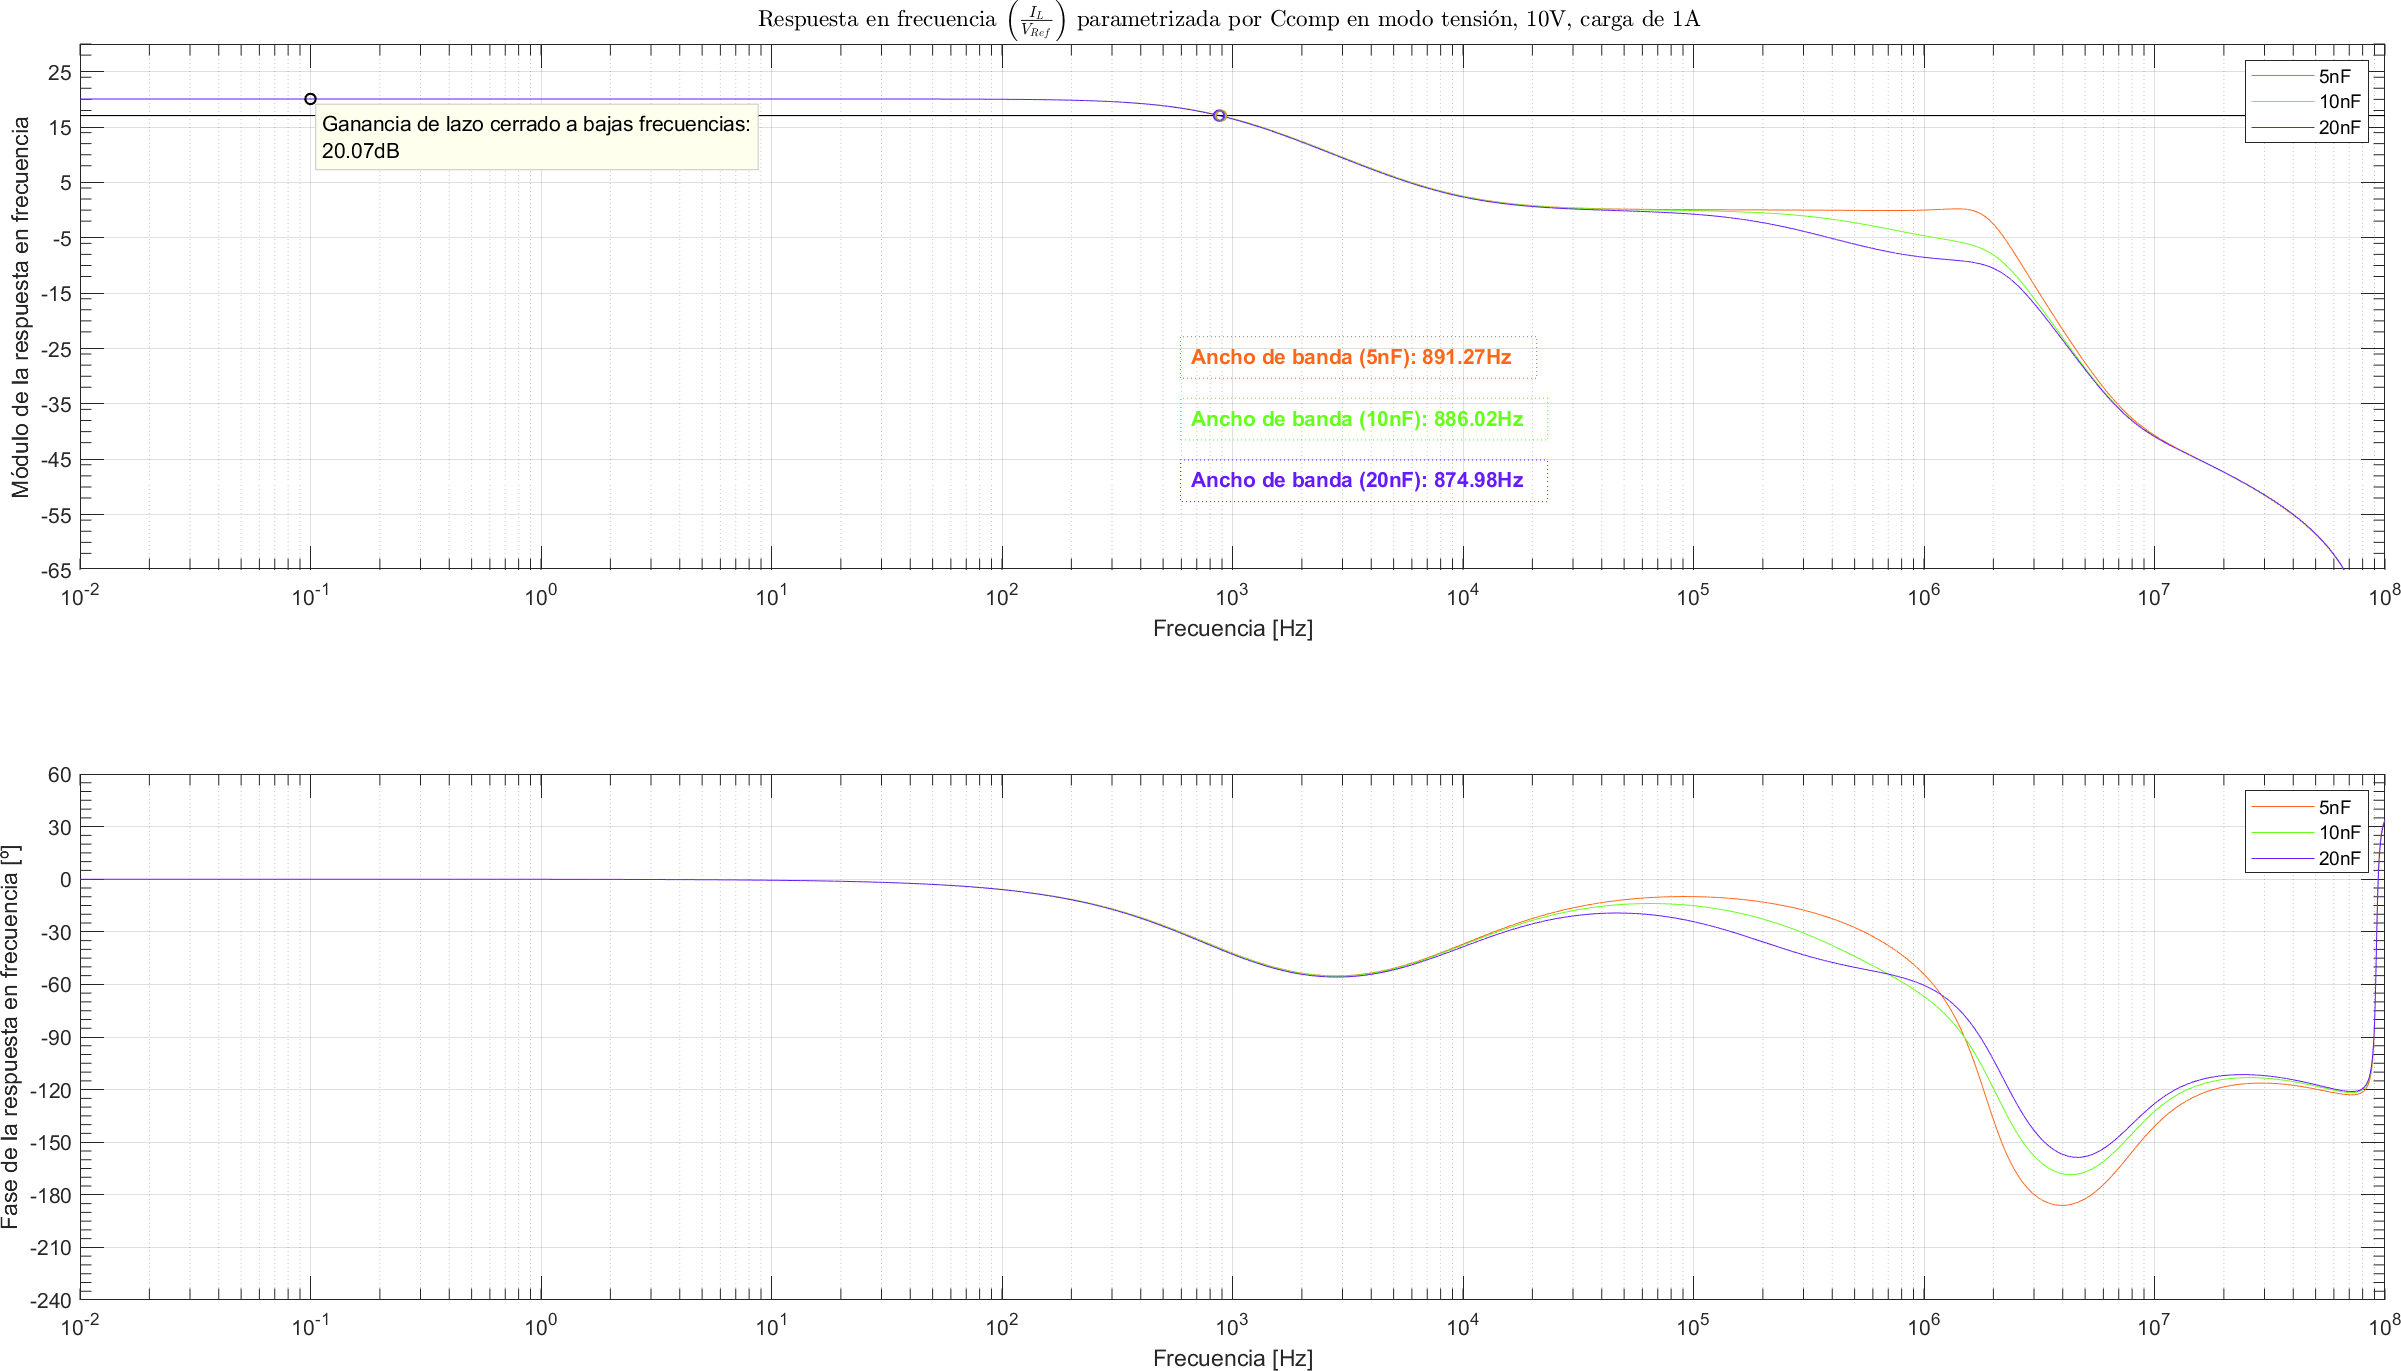 Respuesta en frecuencia (I_L/V_Ref) parametrizada por Ccomp en modo tensión, 10V, carga de 1A
Módulo de la respuesta en frecuencia
25
15
5
-5
-15
-25
-35
-45
-55
-65
Ganancia de lazo cerrado a bajas frecuencias:
20.07dB
5nF
10nF
20nF
Ancho de banda (5nF): 891.27Hz
Ancho de banda (10nF): 886.02Hz
Ancho de banda (20nF): 874.98Hz
10^-2 10^-1 10^0 10^1 10^2 10^3 10^4 10^5 10^6 10^7 10^8
Frecuencia [Hz]
Fase de la respuesta en frecuencia [º]
60
30
0
-30
-60
-90
-120
-150
-180
-210
-240
5nF
10nF
20nF
10^-2 10^-1 10^0 10^1 10^2 10^3 10^4 10^5 10^6 10^7 10^8
Frecuencia [Hz]